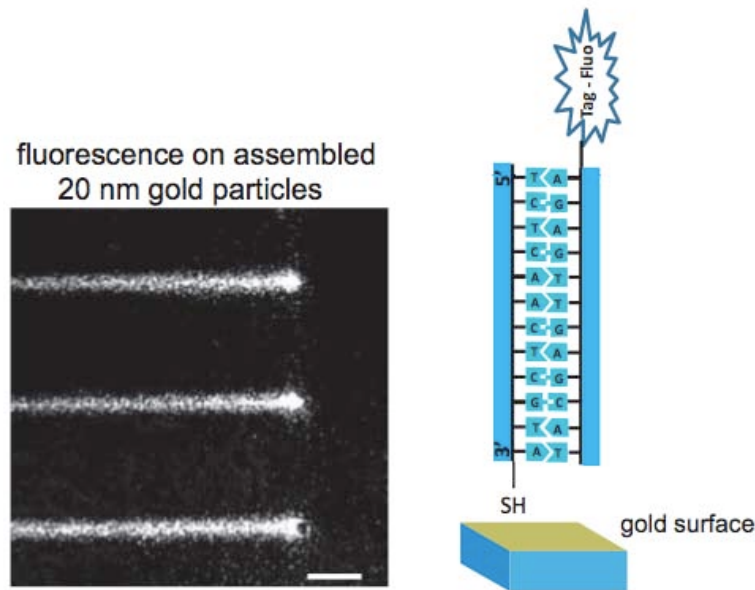 fluorescence on assembled
20 nm gold particles
Tag - Fluo
5'
T A
C G
T A
C G
A T
A T
C G
T A
C G
G C
T A
3'
A T
SH
gold surface